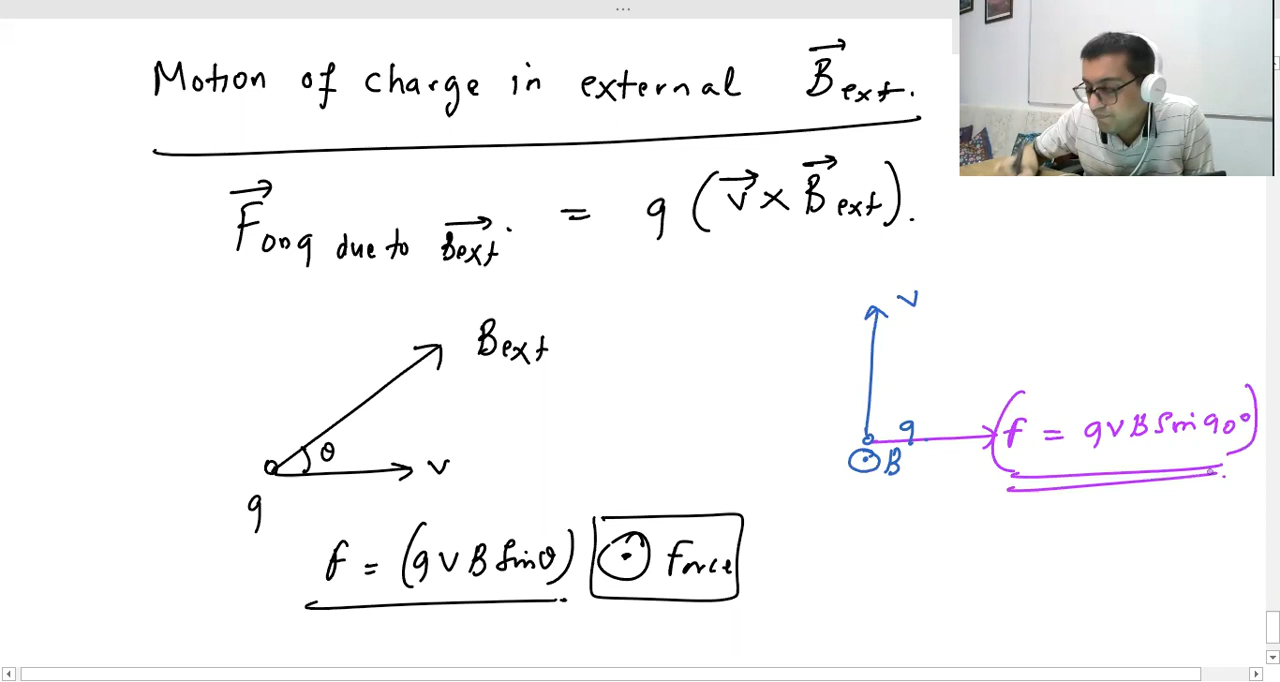 Motion of charge in external B⃗ext.
F⃗on q due to B⃗ext. = q (v⃗ × B⃗ext).
Bext
θ
v
q
f = (qvB Sinθ) ⊙ Force
v
q
⊙ B
(f = qvB Sin 90°)